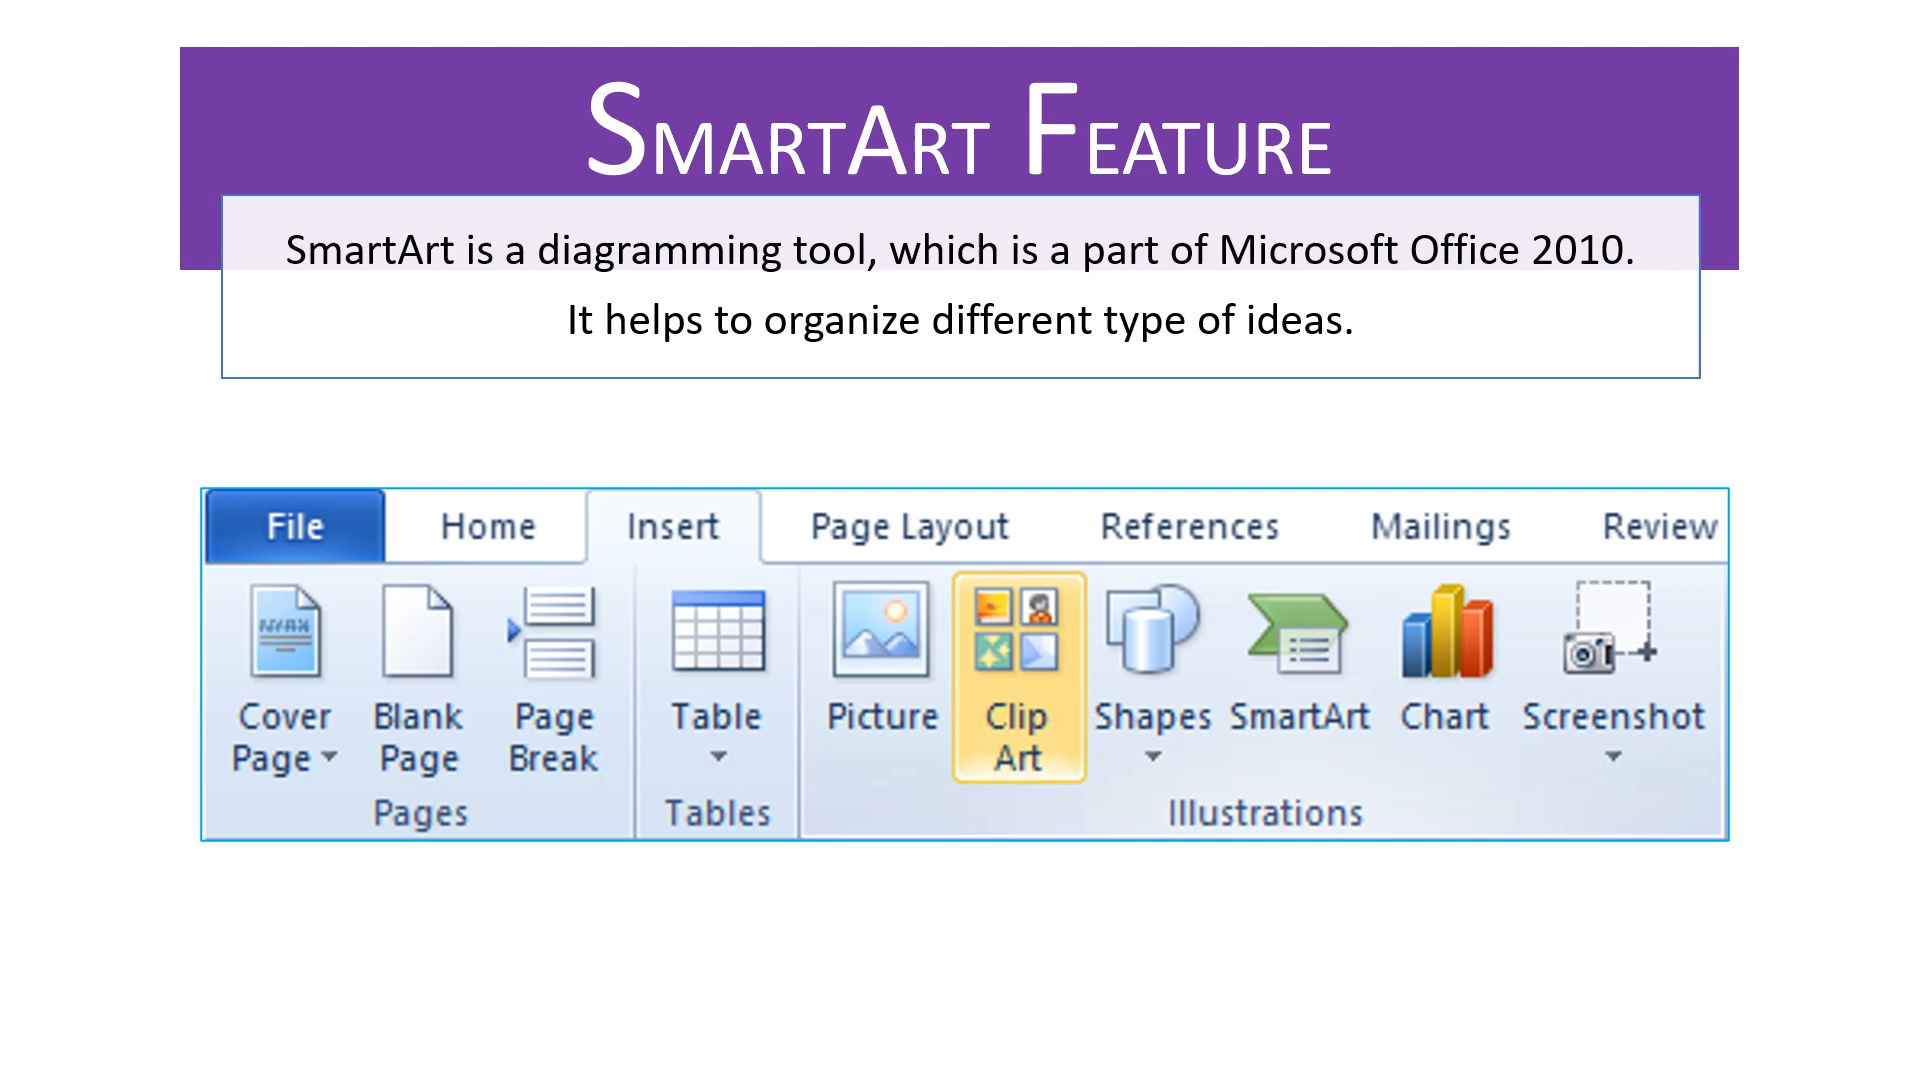 SmartArt Feature
SmartArt is a diagramming tool, which is a part of Microsoft Office 2010.
It helps to organize different type of ideas.
File Home Insert Page Layout References Mailings Review
Cover Page
Blank Page
Page Break
Table
Picture
Clip Art
Shapes
SmartArt
Chart
Screenshot
Pages Tables Illustrations